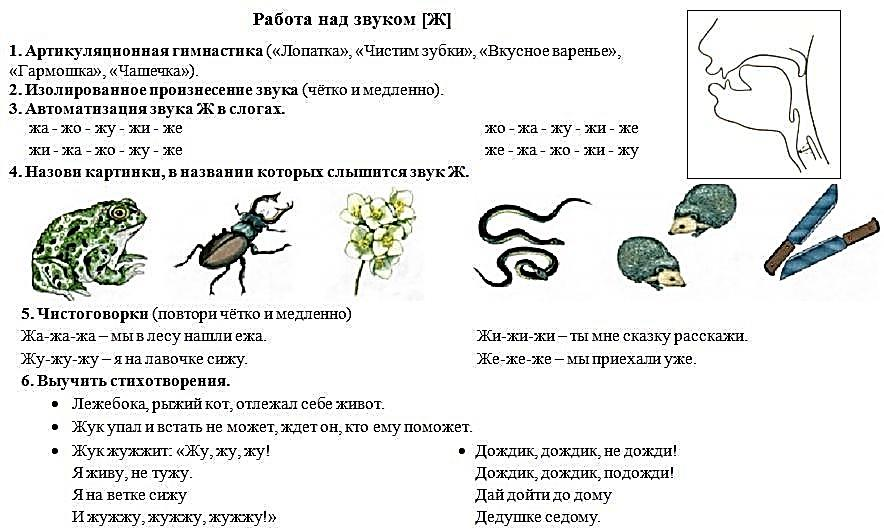 Работа над звуком [Ж]
1. Артикуляционная гимнастика («Лопатка», «Чистим зубки», «Вкусное варенье»,
«Гармошка», «Чашечка»).
2. Изолированное произнесение звука (чётко и медленно).
3. Автоматизация звука Ж в слогах.
жа - жо - жу - жи - же
жо - жа - жу - жи - же
жи - жа - жо - жу - же
же - жа - жо - жи - жу
4. Назови картинки, в названии которых слышится звук Ж.
5. Чистоговорки (повтори чётко и медленно)
Жа-жа-жа – мы в лесу нашли ежа.
Жи-жи-жи – ты мне сказку расскажи.
Жу-жу-жу – я на лавочке сижу.
Же-же-же – мы приехали уже.
6. Выучить стихотворения.
• Лежебока, рыжий кот, отлежал себе живот.
• Жук упал и встать не может, ждет он, кто ему поможет.
• Жук жужжит: «Жу, жу, жу!
Я живу, не тужу.
Я на ветке сижу
И жужжу, жужжу, жужжу!»
• Дождик, дождик, не дожди!
Дождик, дождик, подожди!
Дай дойти до дому
Дедушке седому.